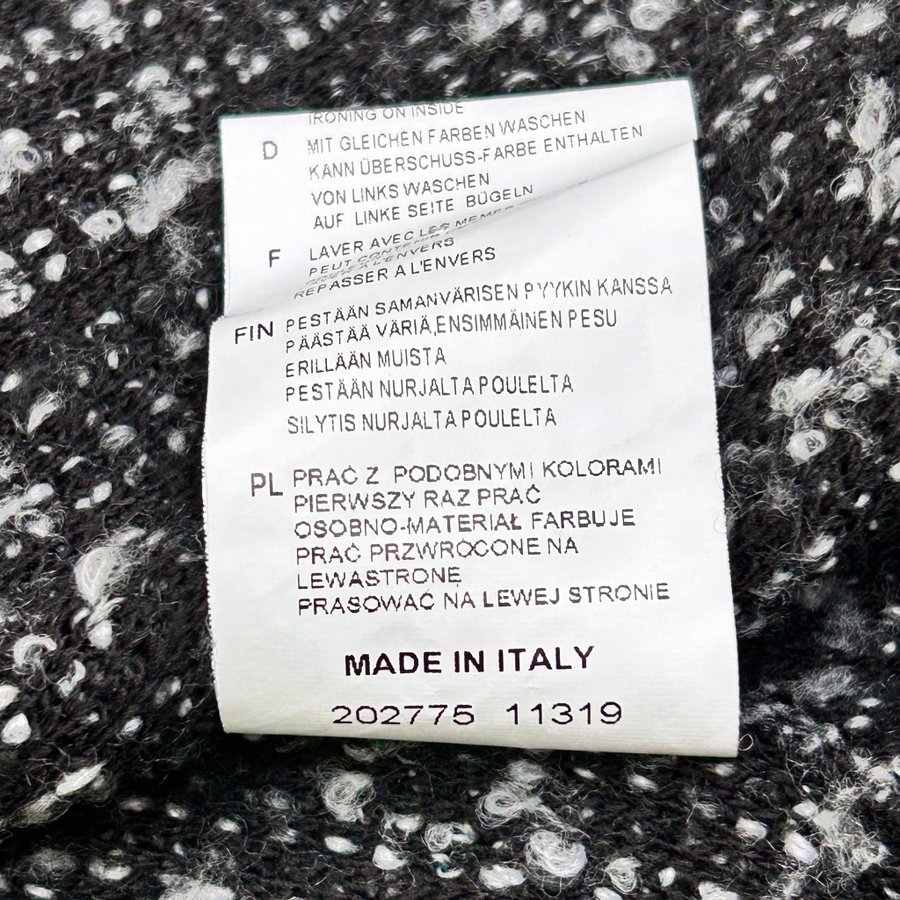 IRONING ON INSIDE
D MIT GLEICHEN FARBEN WASCHEN
KANN ÜBERSCHUSS-FARBE ENTHALTEN
VON LINKS WASCHEN
AUF LINKE SEITE BÜGELN
F LAVER AVEC LES MEMES
PEUT
A L'ENVERS
REPASSER A L'ENVERS
FIN PESTÄÄN SAMANVÄRISEN PYYKIN KANSSA
PÄÄSTÄÄ VÄRIÄ,ENSIMMÄINEN PESU
ERILLÄÄN MUISTA
PESTÄÄN NURJALTA POULELTA
SILYTIS NURJALTA POULELTA
PL PRAĆ Z PODOBNYMI KOLORAMI
PIERWSZY RAZ PRAĆ
OSOBNO-MATERIAŁ FARBUJE
PRAĆ PRZWROCONE NA
LEWASTRONĘ
PRASOWAĆ NA LEWEJ STRONIE
MADE IN ITALY
202775 11319